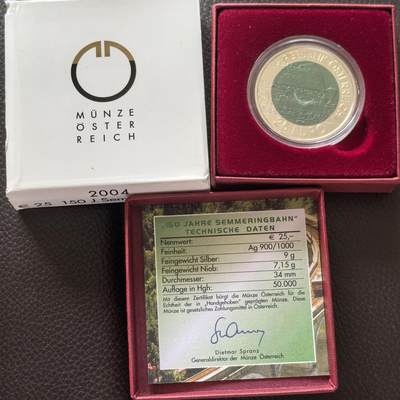 MÜNZE
ÖSTER
REICH
2004
€ 25 150 J.Sem
"150 JAHRE SEMMERINGBAHN"
TECHNISCHE DATEN
Nennwert: € 25,–
Feinheit: Ag 900/1000
Feingewicht Silber: 9 g
Feingewicht Niob: 7,15 g
Durchmesser: 34 mm
Auflage in Hgh: 50.000
Mit diesem Zertifikat bürgt die Münze Österreich für die
Echtheit der in "Handgehoben" geprägten Münze. Diese
Münze ist gesetzliches Zahlungsmittel in Österreich.
Dietmar Spranz
Generaldirektor der Münze Österreich